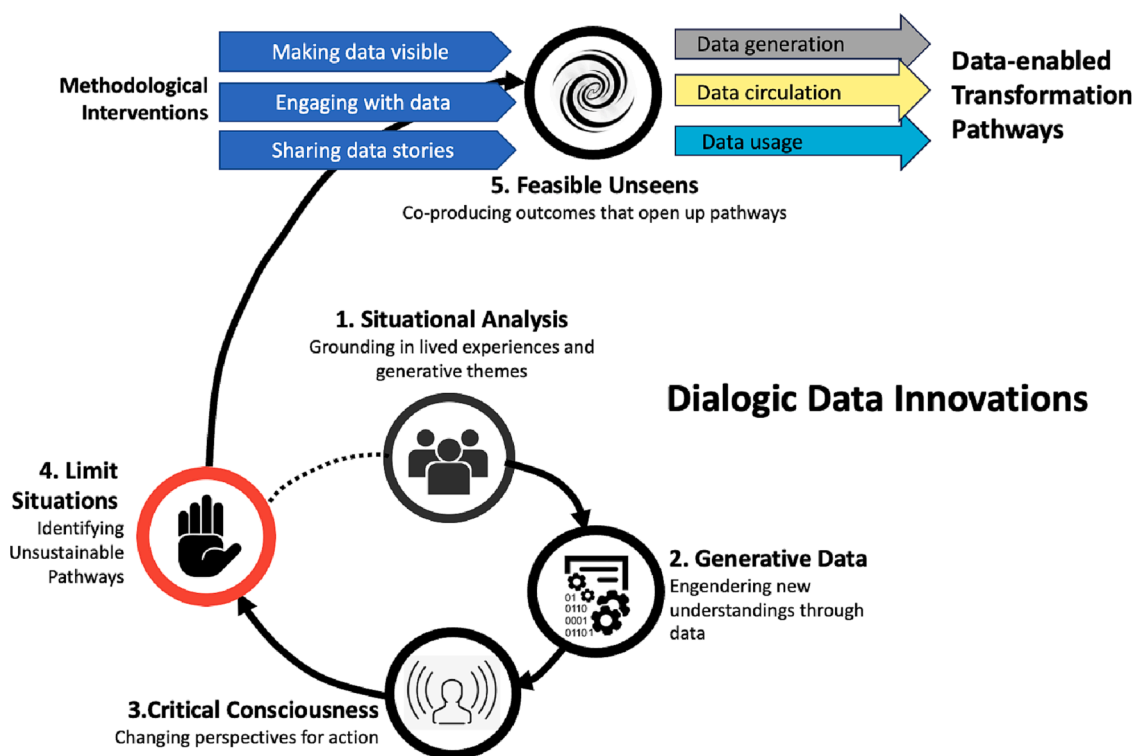 Making data visible
Engaging with data
Sharing data stories
Methodological
Interventions
Data generation
Data circulation
Data usage
Data-enabled
Transformation
Pathways
5. Feasible Unseens
Co-producing outcomes that open up pathways
1. Situational Analysis
Grounding in lived experiences and
generative themes
Dialogic Data Innovations
4. Limit
Situations
Identifying
Unsustainable
Pathways
2. Generative Data
Engendering new
understandings through
data
01
0110
0001
01101
3.Critical Consciousness
Changing perspectives for action